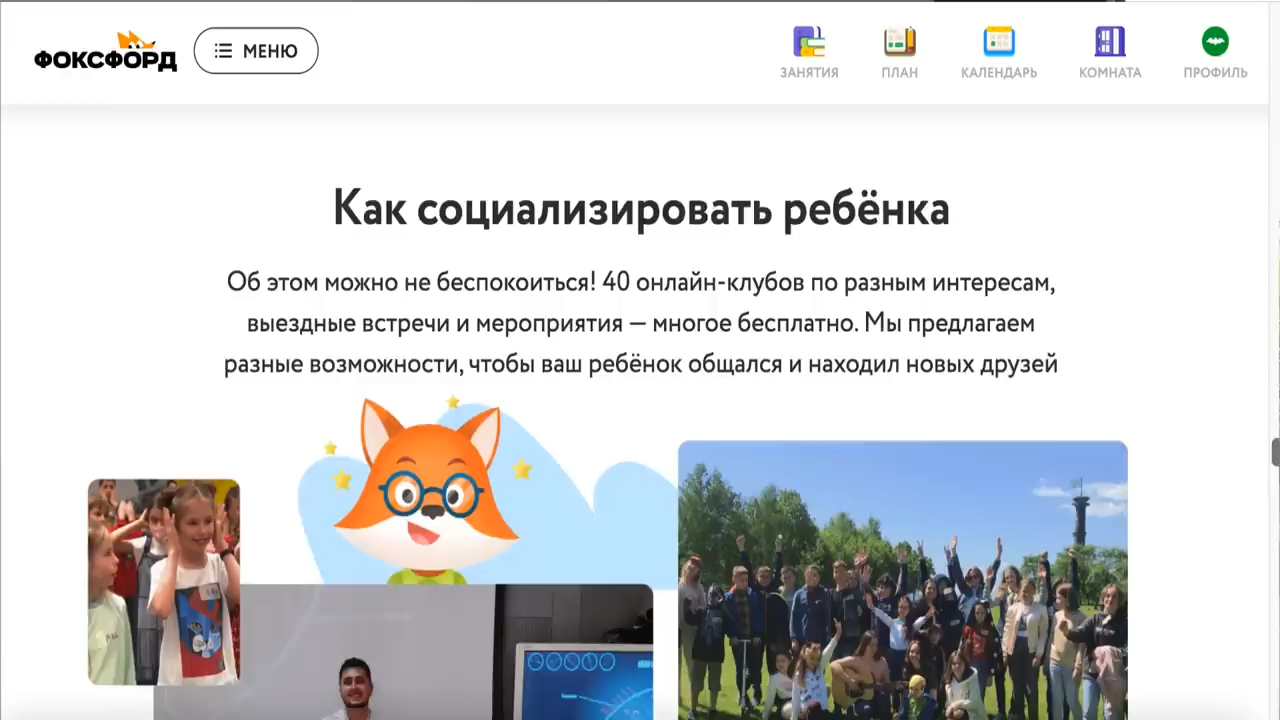 ФОКСФОРД
МЕНЮ
ЗАНЯТИЯ
ПЛАН
КАЛЕНДАРЬ
КОМНАТА
ПРОФИЛЬ
Как социализировать ребёнка
Об этом можно не беспокоиться! 40 онлайн-клубов по разным интересам,
выездные встречи и мероприятия — многое бесплатно. Мы предлагаем
разные возможности, чтобы ваш ребёнок общался и находил новых друзей